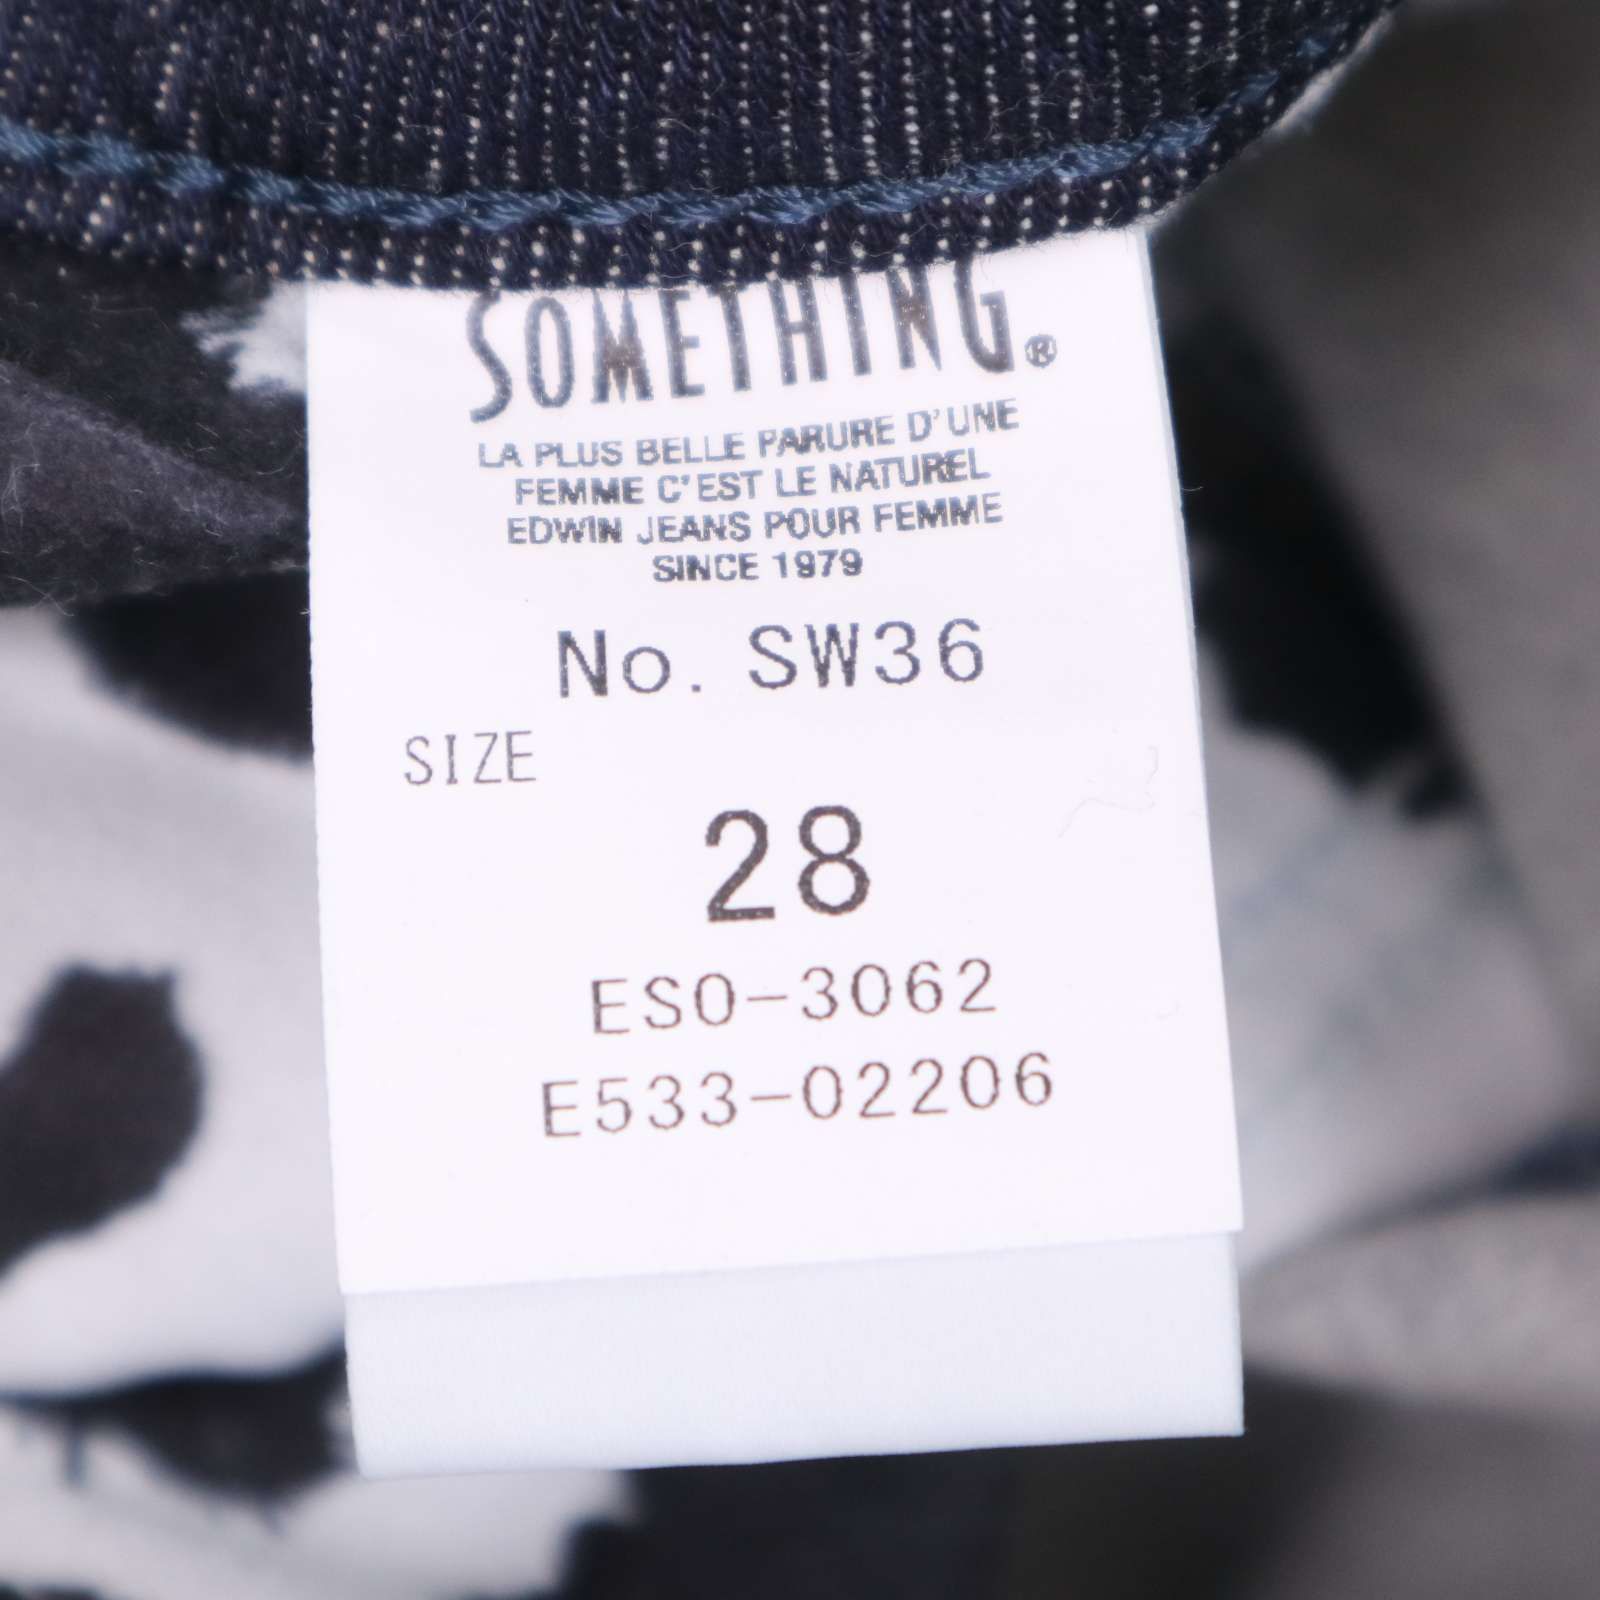 SOMETHING®
LA PLUS BELLE PARURE D'UNE
FEMME C'EST LE NATUREL
EDWIN JEANS POUR FEMME
SINCE 1979
No. SW36
SIZE
28
ESO-3062
E533-02206